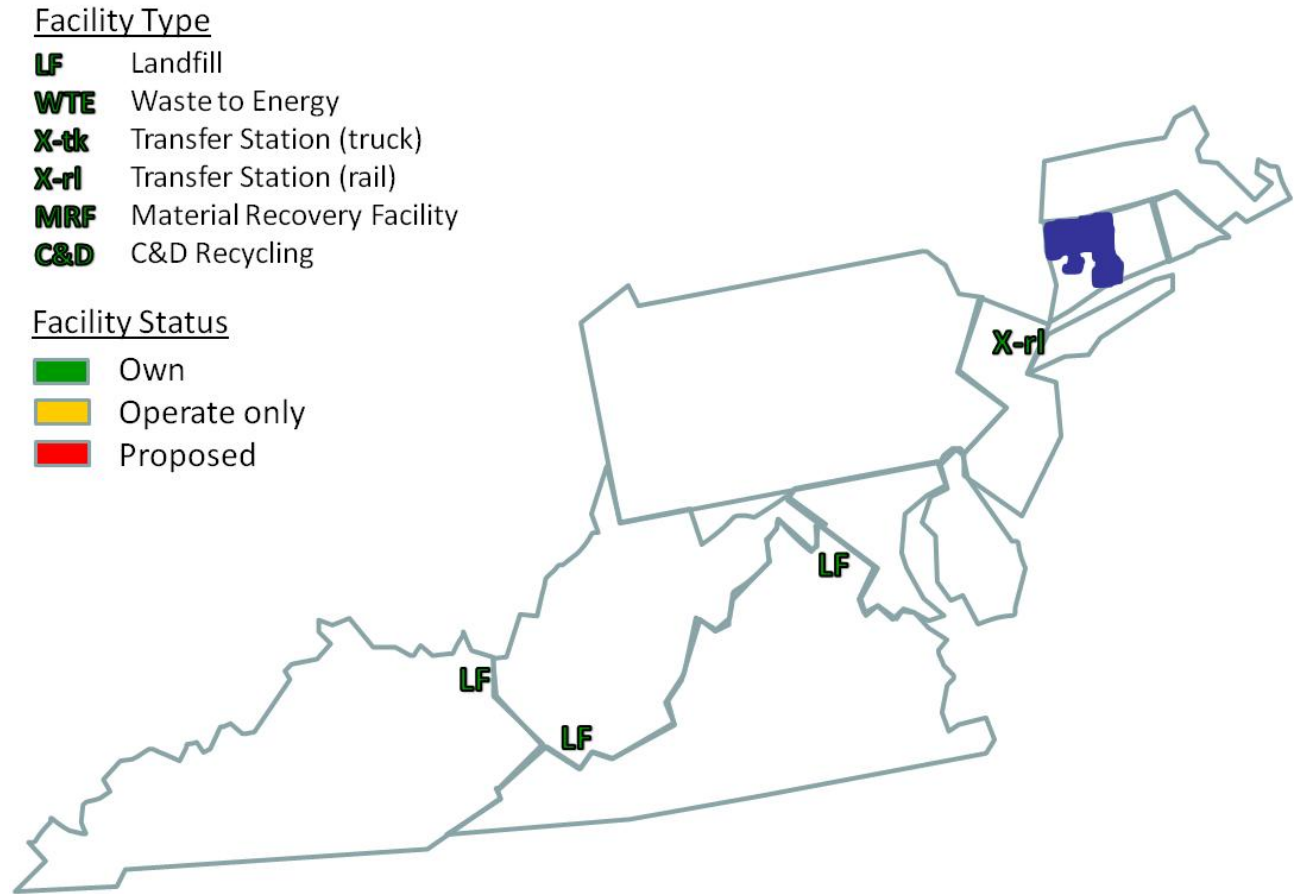 Facility Type
LF Landfill
WTE Waste to Energy
X-tk Transfer Station (truck)
X-rl Transfer Station (rail)
MRF Material Recovery Facility
C&D C&D Recycling
Facility Status
Own
Operate only
Proposed
X-rl
LF
LF
LF